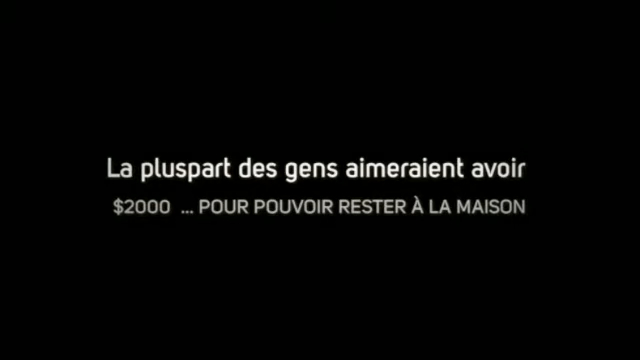 La pluspart des gens aimeraient avoir
$2000 ... POUR POUVOIR RESTER À LA MAISON